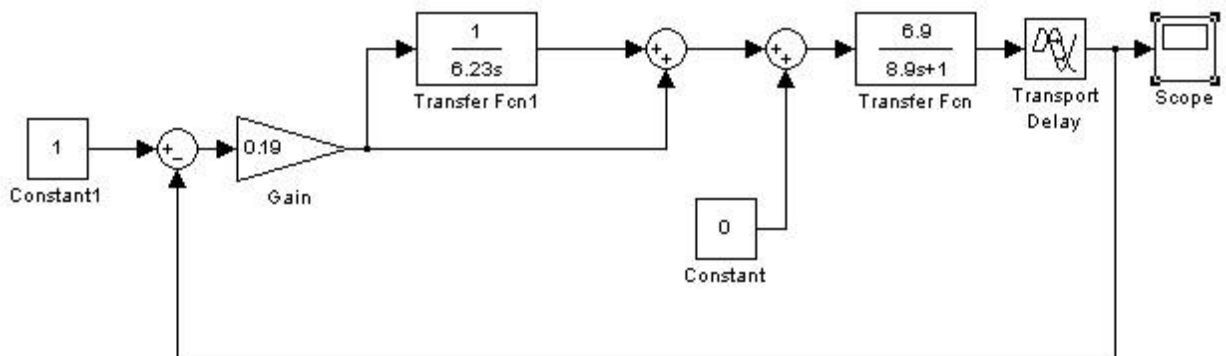 1
6.23s
Transfer Fcn1
+
+
+
+
6.9
8.9s+1
Transfer Fcn
Transport
Delay
Scope
1
Constant1
+
−
0.19
Gain
0
Constant